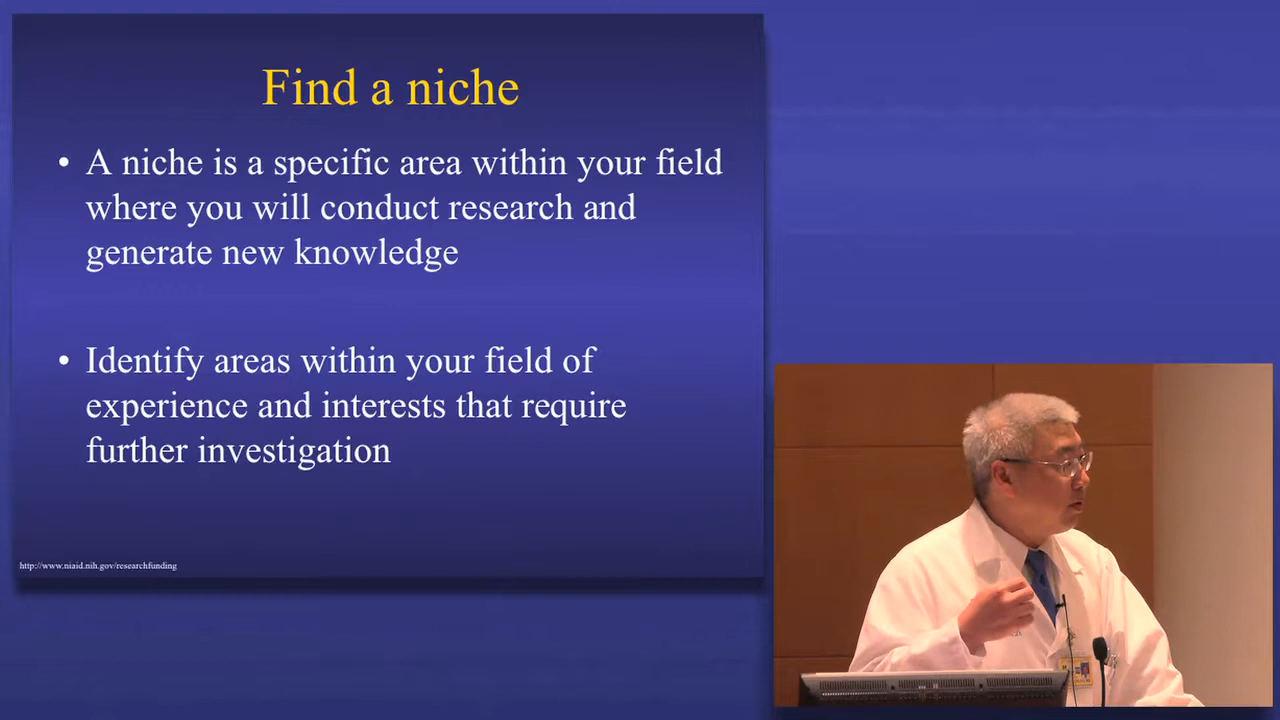 Find a niche
• A niche is a specific area within your field
where you will conduct research and
generate new knowledge
• Identify areas within your field of
experience and interests that require
further investigation
http://www.niaid.nih.gov/researchfunding